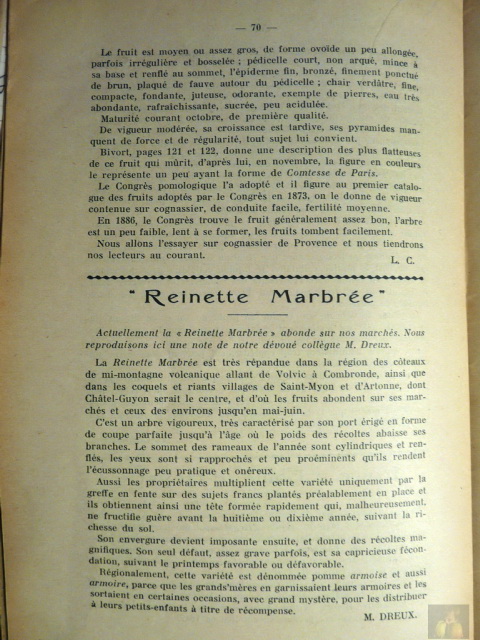 — 70 —
Le fruit est moyen ou assez gros, de forme ovoïde un peu allongée,
parfois irrégulière et bosselée ; pédicelle court, non arqué, mince à
sa base et renflé au sommet, l'épiderme fin, bronzé, finement ponctué
de brun, plaqué de fauve autour du pédicelle ; chair verdâtre, fine,
compacte, fondante, juteuse, odorante, exempte de pierres, eau très
abondante, rafraîchissante, sucrée, peu acidulée.
Maturité courant octobre, de première qualité.
De vigueur modérée, sa croissance est tardive, ses pyramides man-
quent de force et de régularité, tout sujet lui convient.
Bivort, pages 121 et 122, donne une description des plus flatteuses
de ce fruit qui mûrit, d'après lui, en novembre, la figure en couleurs
le représente un peu ayant la forme de Comtesse de Paris.
Le Congrès pomologique l'a adopté et il figure au premier catalo-
gue des fruits adoptés par le Congrès en 1873, on le donne de vigueur
contenue sur cognassier, de conduite facile, fertilité moyenne.
En 1886, le Congrès trouve le fruit généralement assez bon, l'arbre
est un peu faible, lent à se former, les fruits tombent facilement.
Nous allons l'essayer sur cognassier de Provence et nous tiendrons
nos lecteurs au courant.
L. C.
" Reinette Marbrée "
Actuellement la « Reinette Marbrée » abonde sur nos marchés. Nous
reproduisons ici une note de notre dévoué collègue M. Dreux.
La Reinette Marbrée est très répandue dans la région des côteaux
de mi-montagne volcanique allant de Volvic à Combronde, ainsi que
dans les coquets et riants villages de Saint-Myon et d'Artonne, dont
Châtel-Guyon serait le centre, et d'où les fruits abondent sur ses mar-
chés et ceux des environs jusqu'en mai-juin.
C'est un arbre vigoureux, très caractérisé par son port érigé en forme
de coupe parfaite jusqu'à l'âge où le poids des récoltes abaisse ses
branches. Le sommet des rameaux de l'année sont cylindriques et ren-
flés, les yeux sont si rapprochés et peu proéminents qu'ils rendent
l'écussonnage peu pratique et onéreux.
Aussi les propriétaires multiplient cette variété uniquement par la
greffe en fente sur des sujets francs plantés préalablement en place et
ils obtiennent ainsi une tête formée rapidement qui, malheureusement,
ne fructifie guère avant la huitième ou dixième année, suivant la ri-
chesse du sol.
Son envergure devient imposante ensuite, et donne des récoltes ma-
gnifiques. Son seul défaut, assez grave parfois, est sa capricieuse fécon-
dation, suivant le printemps favorable ou défavorable.
Régionalement, cette variété est dénommée pomme armoise et aussi
armoire, parce que les grands'mères en garnissaient leurs armoires et les
sortaient en certaines occasions, avec grand mystère, pour les distribuer
à leurs petits-enfants à titre de récompense.
M. DREUX.